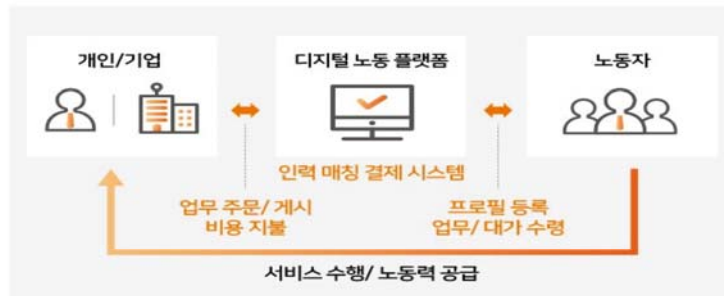 개인/기업
디지털 노동 플랫폼
노동자
인력 매칭 결제 시스템
업무 주문/ 게시
비용 지불
프로필 등록
업무/ 대가 수령
서비스 수행/ 노동력 공급